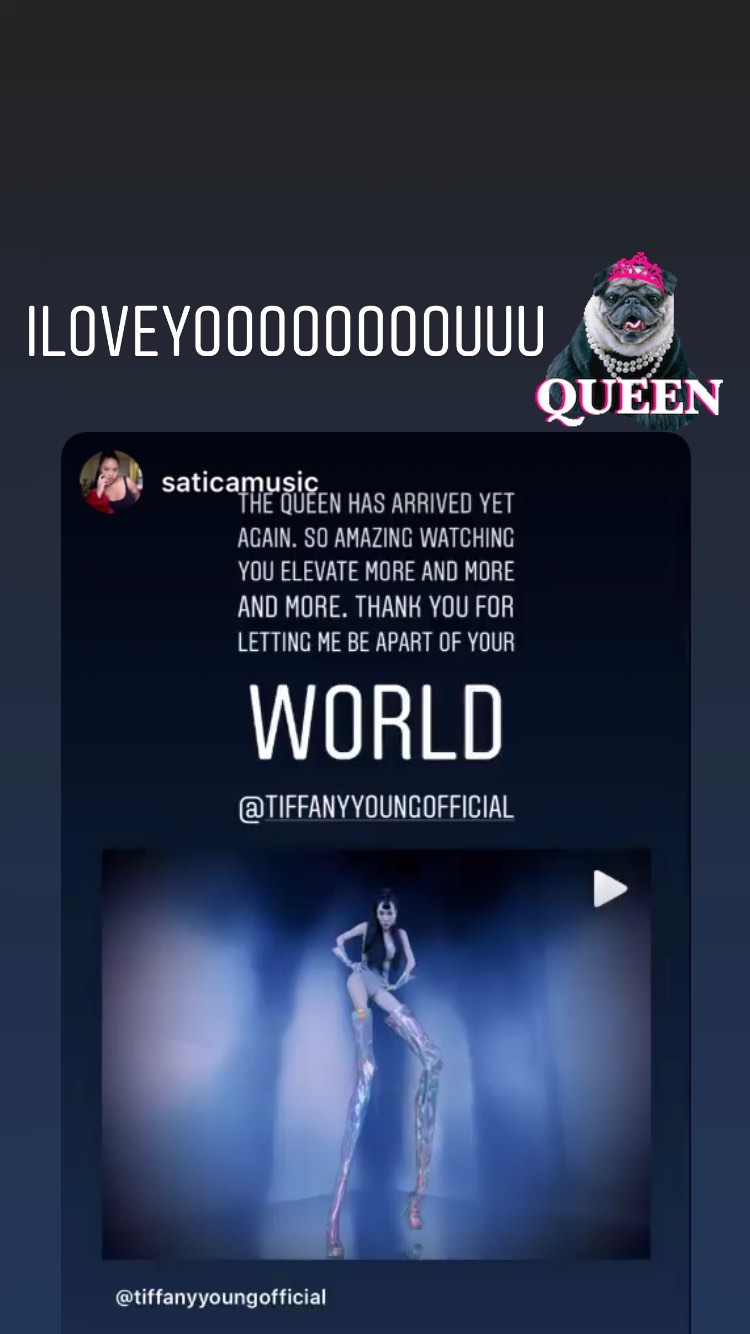 ILOVEYOOOOOOOOOUUU
QUEEN
saticamusic
THE QUEEN HAS ARRIVED YET
AGAIN. SO AMAZING WATCHING
YOU ELEVATE MORE AND MORE
AND MORE. THANK YOU FOR
LETTING ME BE APART OF YOUR
WORLD
@TIFFANYYOUNGOFFICIAL
@tiffanyyoungofficial